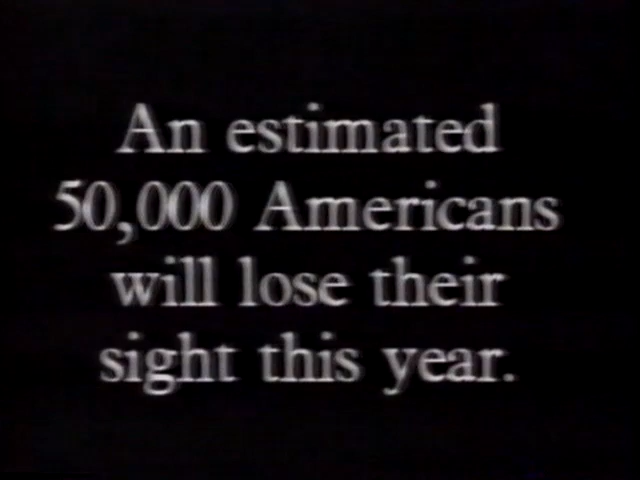 An estimated
50,000 Americans
will lose their
sight this year.